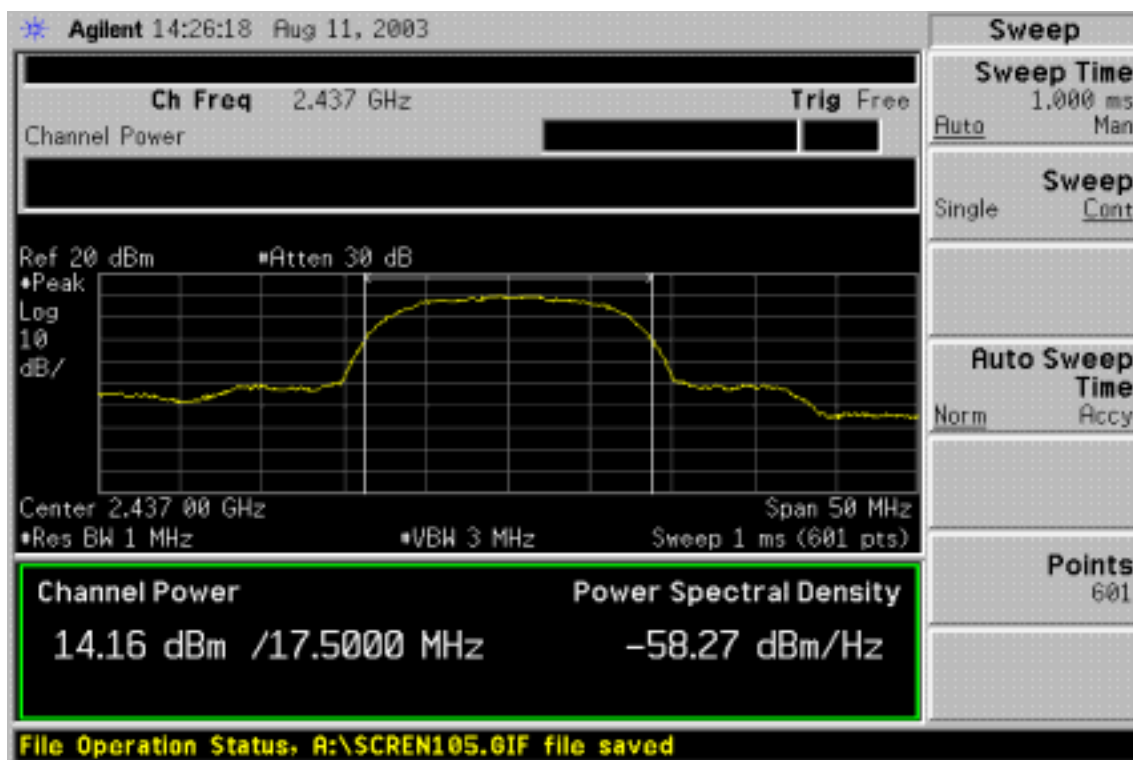 Agilent 14:26:18 Aug 11, 2003
Sweep
Ch Freq 2.437 GHz Trig Free
Channel Power
Ref 20 dBm #Atten 30 dB
#Peak
Log
10
dB/
Center 2.437 00 GHz Span 50 MHz
#Res BW 1 MHz #VBW 3 MHz Sweep 1 ms (601 pts)
Channel Power Power Spectral Density
14.16 dBm /17.5000 MHz -58.27 dBm/Hz
File Operation Status, A:\SCREN105.GIF file saved
Sweep Time
1.000 ms
Auto Man
Sweep
Single Cont
Auto Sweep
Time
Norm Accy
Points
601